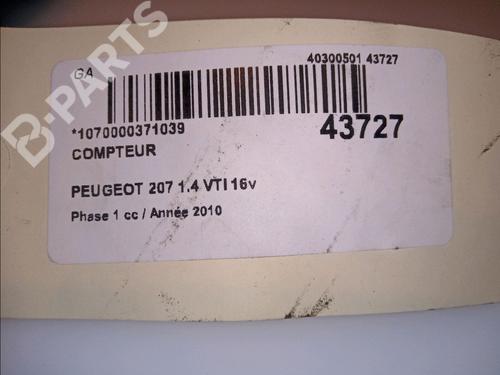 GA
40300501 43727
*1070000371039
43727
COMPTEUR
PEUGEOT 207 1.4 VTI 16v
Phase 1 cc / Année 2010
B-PARTS